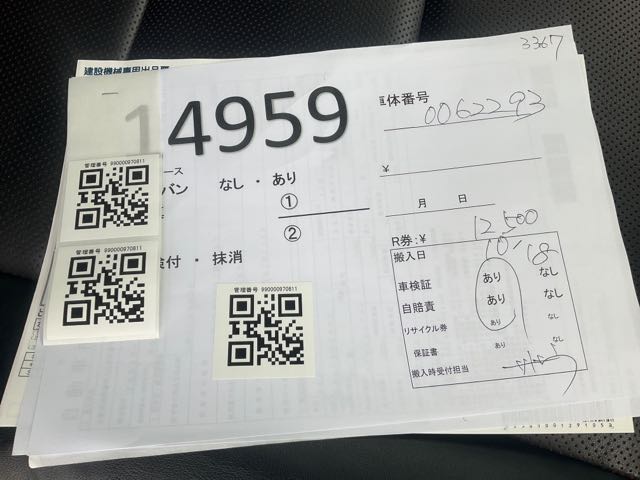 3367
建設機械専用出品票
14959
車体番号
0062293
管理番号 990000970811
ース
バン なし・あり
①
②
¥
月 日
R券:¥
12,500
管理番号 990000970811
付・抹消
管理番号 990000970811
搬入日 10/18
車検証 あり なし
自賠責 あり なし
リサイクル券 あり なし
保証書 あり なし
搬入時受付担当